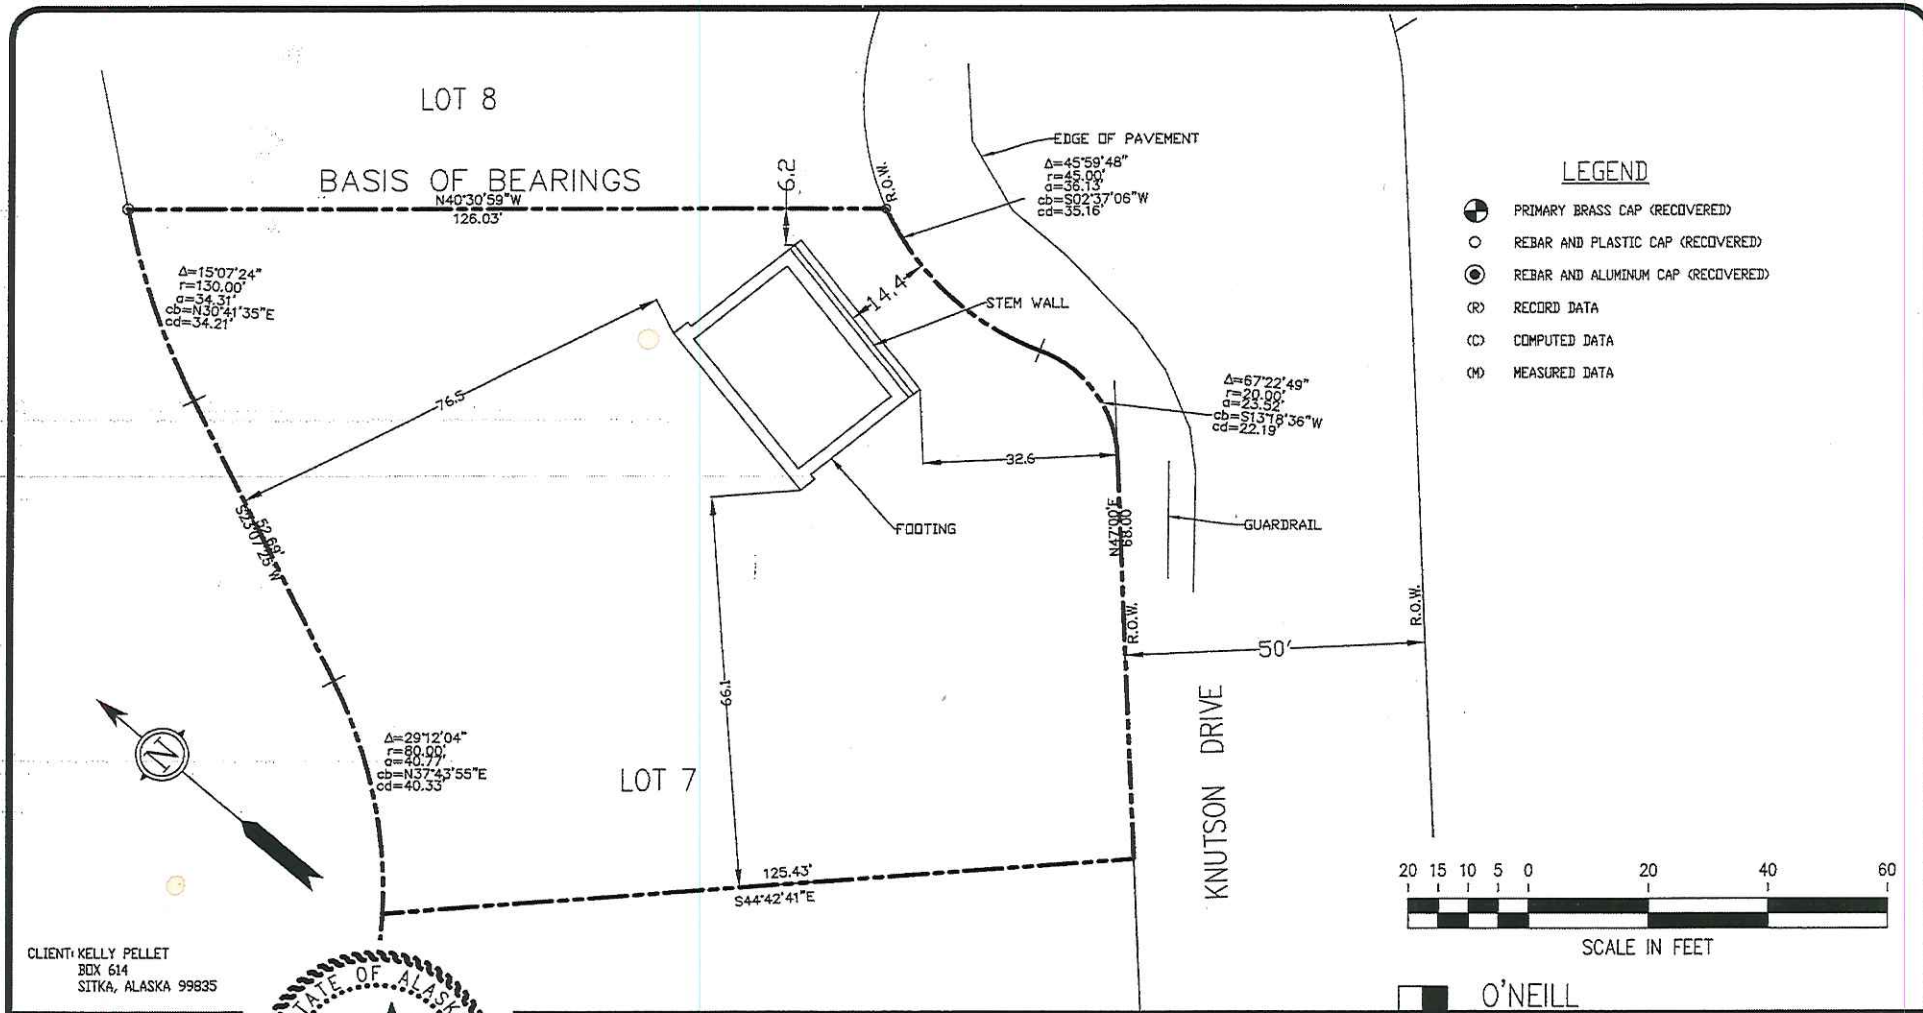 LOT 8
BASIS OF BEARINGS
N40°30'59"W
126.03'
6.2
R.O.W.
EDGE OF PAVEMENT
Δ=45°59'48"
r=45.00'
a=36.13'
cb=S02°37'06"W
cd=35.16'
LEGEND
PRIMARY BRASS CAP (RECOVERED)
REBAR AND PLASTIC CAP (RECOVERED)
REBAR AND ALUMINUM CAP (RECOVERED)
(R) RECORD DATA
(C) COMPUTED DATA
(M) MEASURED DATA
Δ=15°07'24"
r=130.00'
a=34.31'
cb=N30°41'35"E
cd=34.21'
14.4
STEM WALL
76.5
Δ=67°22'49"
r=20.00'
a=23.52'
cb=S13°18'36"W
cd=22.19'
32.6
52.69'
S23°07'25"W
FOOTING
N47°00'E
68.00
GUARDRAIL
R.O.W.
R.O.W.
50'
66.1
N
Δ=29°12'04"
r=80.00'
a=40.77'
cb=N37°43'55"E
cd=40.33'
LOT 7
KNUTSON DRIVE
125.43'
S44°42'41"E
20 15 10 5 0 20 40 60
SCALE IN FEET
CLIENT: KELLY PELLET
BOX 614
SITKA, ALASKA 99835
O'NEILL